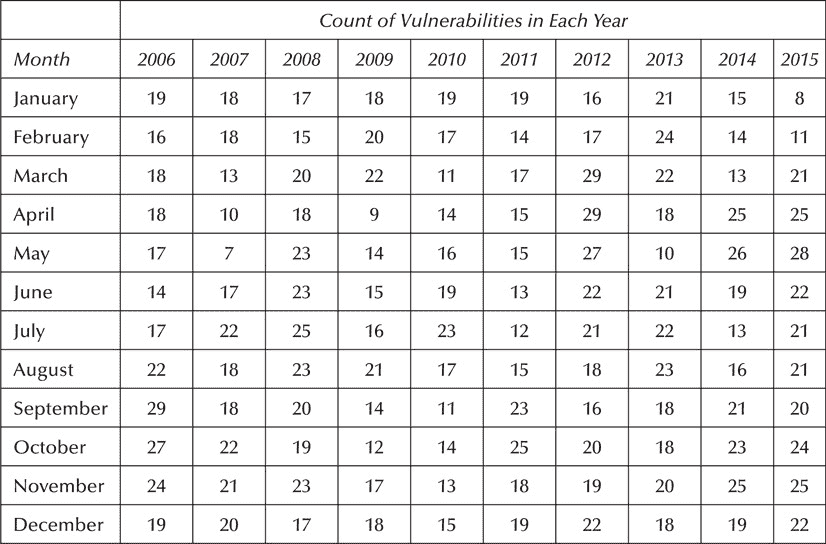 Count of Vulnerabilities in Each Year
Month 2006 2007 2008 2009 2010 2011 2012 2013 2014 2015
January 19 18 17 18 19 19 16 21 15 8
February 16 18 15 20 17 14 17 24 14 11
March 18 13 20 22 11 17 29 22 13 21
April 18 10 18 9 14 15 29 18 25 25
May 17 7 23 14 16 15 27 10 26 28
June 14 17 23 15 19 13 22 21 19 22
July 17 22 25 16 23 12 21 22 13 21
August 22 18 23 21 17 15 18 23 16 21
September 29 18 20 14 11 23 16 18 21 20
October 27 22 19 12 14 25 20 18 23 24
November 24 21 23 17 13 18 19 20 25 25
December 19 20 17 18 15 19 22 18 19 22